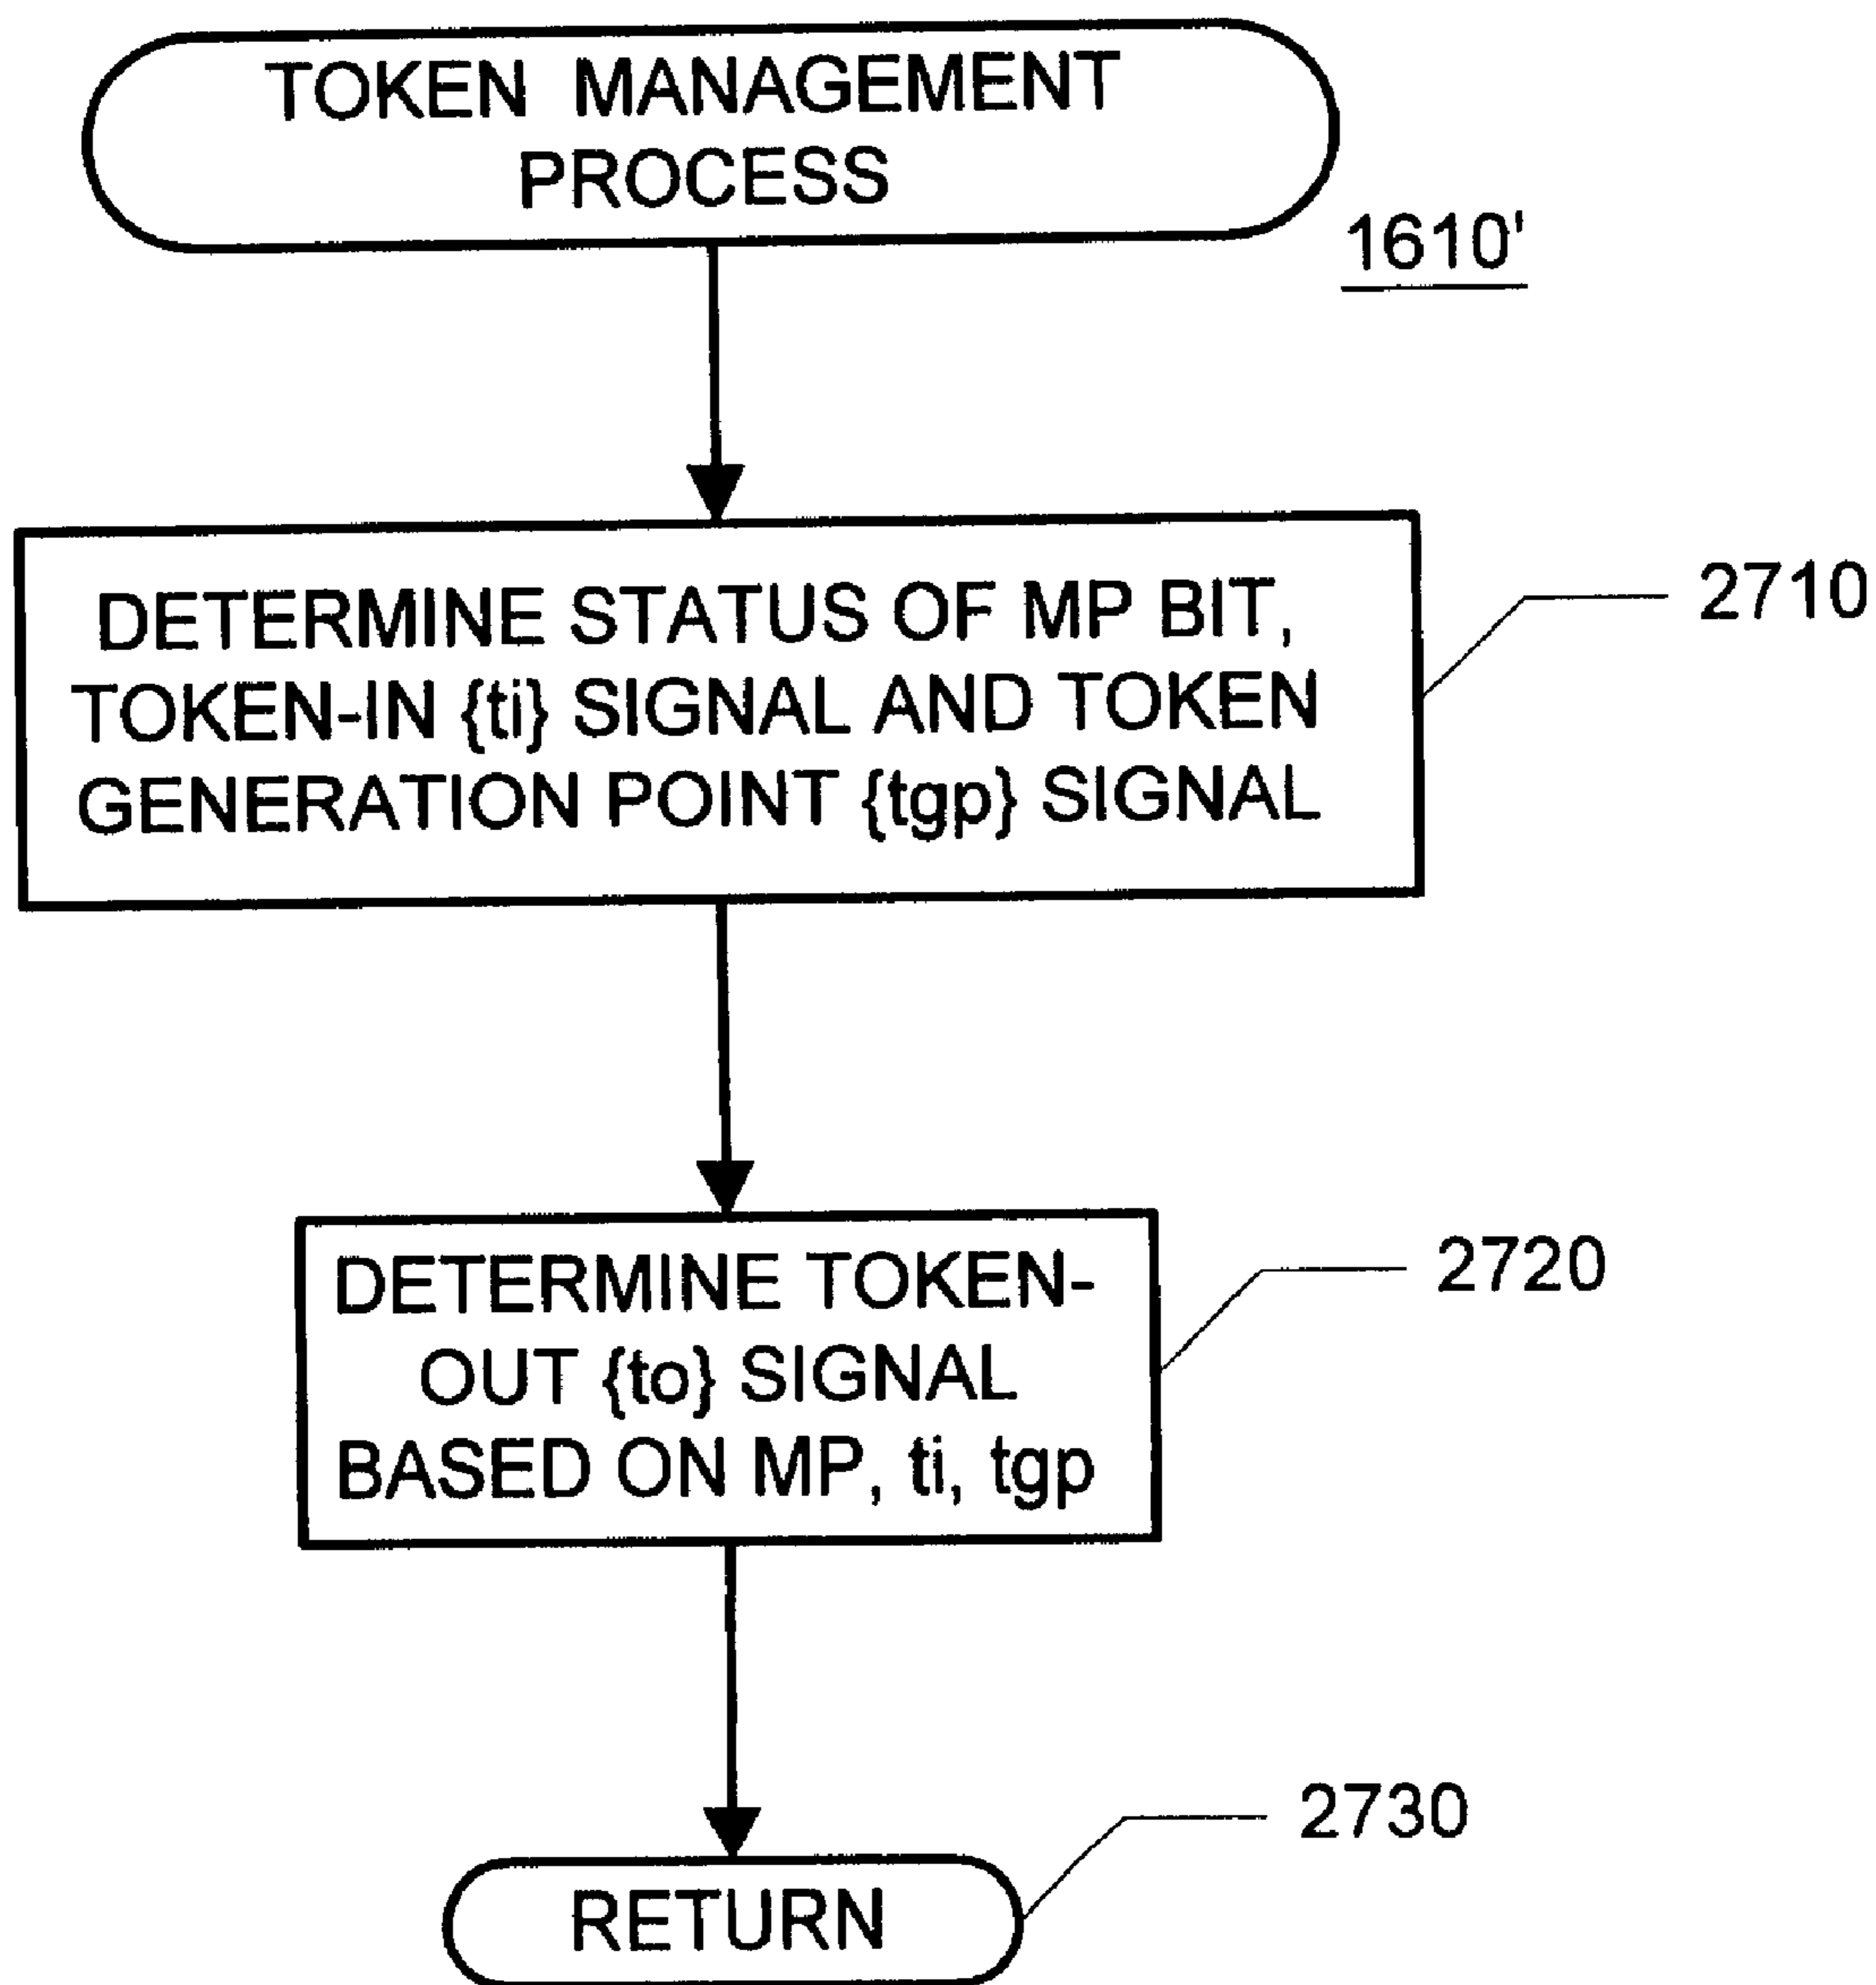 TOKEN MANAGEMENT
PROCESS
1610'
DETERMINE STATUS OF MP BIT,
TOKEN-IN {ti} SIGNAL AND TOKEN
GENERATION POINT {tgp} SIGNAL
2710
DETERMINE TOKEN-
OUT {to} SIGNAL
BASED ON MP, ti, tgp
2720
RETURN
2730